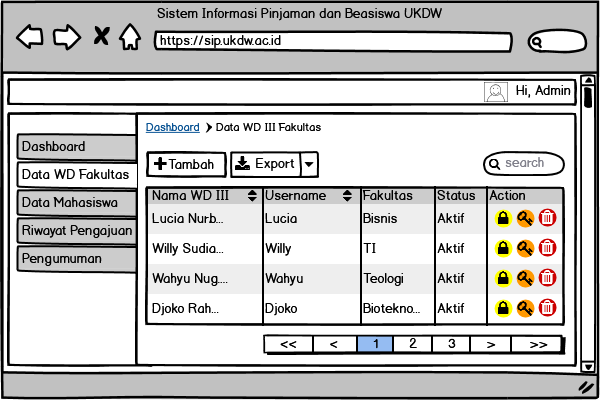 Sistem Informasi Pinjaman dan Beasiswa UKDW
https://sip.ukdw.ac.id
Hi, Admin
Dashboard
Data WD Fakultas
Data Mahasiswa
Riwayat Pengajuan
Pengumuman
Dashboard > Data WD III Fakultas
+Tambah Export search
Nama WD III Username Fakultas Status Action
Lucia Nurb... Lucia Bisnis Aktif
Willy Sudia... Willy TI Aktif
Wahyu Nug.... Wahyu Teologi Aktif
Djoko Rah... Djoko Biotekno... Aktif
<< < 1 2 3 > >>